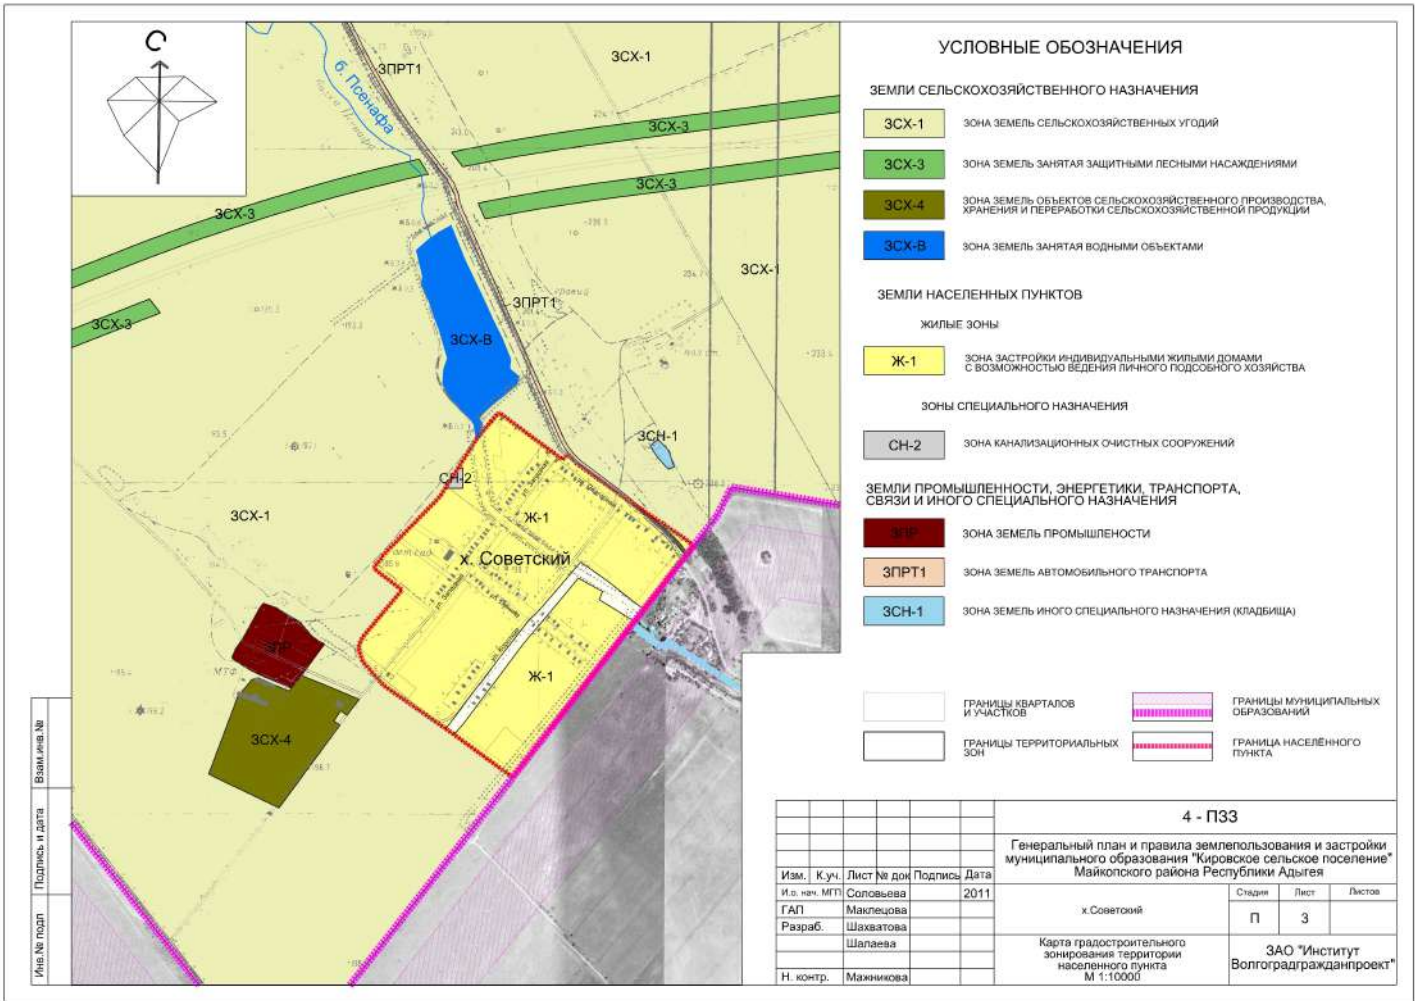 С
ЗПРТ1
ЗСХ-1
б. Псенафа
ЗСХ-3
ЗСХ-3
ЗСХ-3
ЗСХ-1
ЗСХ-3
ЗПРТ1
ЗСХ-В
ЗСН-1
СН-2
ЗСХ-1
Ж-1
х. Советский
ЗПР
МТФ
Ж-1
ЗСХ-4
УСЛОВНЫЕ ОБОЗНАЧЕНИЯ
ЗЕМЛИ СЕЛЬСКОХОЗЯЙСТВЕННОГО НАЗНАЧЕНИЯ
ЗСХ-1 ЗОНА ЗЕМЕЛЬ СЕЛЬСКОХОЗЯЙСТВЕННЫХ УГОДИЙ
ЗСХ-3 ЗОНА ЗЕМЕЛЬ ЗАНЯТАЯ ЗАЩИТНЫМИ ЛЕСНЫМИ НАСАЖДЕНИЯМИ
ЗСХ-4 ЗОНА ЗЕМЕЛЬ ОБЪЕКТОВ СЕЛЬСКОХОЗЯЙСТВЕННОГО ПРОИЗВОДСТВА,
ХРАНЕНИЯ И ПЕРЕРАБОТКИ СЕЛЬСКОХОЗЯЙСТВЕННОЙ ПРОДУКЦИИ
ЗСХ-В ЗОНА ЗЕМЕЛЬ ЗАНЯТАЯ ВОДНЫМИ ОБЪЕКТАМИ
ЗЕМЛИ НАСЕЛЕННЫХ ПУНКТОВ
ЖИЛЫЕ ЗОНЫ
Ж-1 ЗОНА ЗАСТРОЙКИ ИНДИВИДУАЛЬНЫМИ ЖИЛЫМИ ДОМАМИ
С ВОЗМОЖНОСТЬЮ ВЕДЕНИЯ ЛИЧНОГО ПОДСОБНОГО ХОЗЯЙСТВА
ЗОНЫ СПЕЦИАЛЬНОГО НАЗНАЧЕНИЯ
СН-2 ЗОНА КАНАЛИЗАЦИОННЫХ ОЧИСТНЫХ СООРУЖЕНИЙ
ЗЕМЛИ ПРОМЫШЛЕННОСТИ, ЭНЕРГЕТИКИ, ТРАНСПОРТА,
СВЯЗИ И ИНОГО СПЕЦИАЛЬНОГО НАЗНАЧЕНИЯ
ЗПР ЗОНА ЗЕМЕЛЬ ПРОМЫШЛЕНОСТИ
ЗПРТ1 ЗОНА ЗЕМЕЛЬ АВТОМОБИЛЬНОГО ТРАНСПОРТА
ЗСН-1 ЗОНА ЗЕМЕЛЬ ИНОГО СПЕЦИАЛЬНОГО НАЗНАЧЕНИЯ (КЛАДБИЩА)
ГРАНИЦЫ КВАРТАЛОВ
И УЧАСТКОВ
ГРАНИЦЫ МУНИЦИПАЛЬНЫХ
ОБРАЗОВАНИЙ
ГРАНИЦЫ ТЕРРИТОРИАЛЬНЫХ
ЗОН
ГРАНИЦА НАСЕЛЁННОГО
ПУНКТА
4 - ПЗЗ
Генеральный план и правила землепользования и застройки
муниципального образования "Кировское сельское поселение"
Майкопского района Республики Адыгея
Изм. К.уч. Лист № док Подпись Дата
И.о. нач. МГП Соловьева 2011
ГАП Маклецова
Разраб. Шахватова
Шалаева
Н. контр. Мажникова
х.Советский
Стадия Лист Листов
П 3
Карта градостроительного
зонирования территории
населенного пункта
М 1:10000
ЗАО "Институт
Волгоградгражданпроект"
Взам.инв.№
Подпись и дата
Инв.№ подл